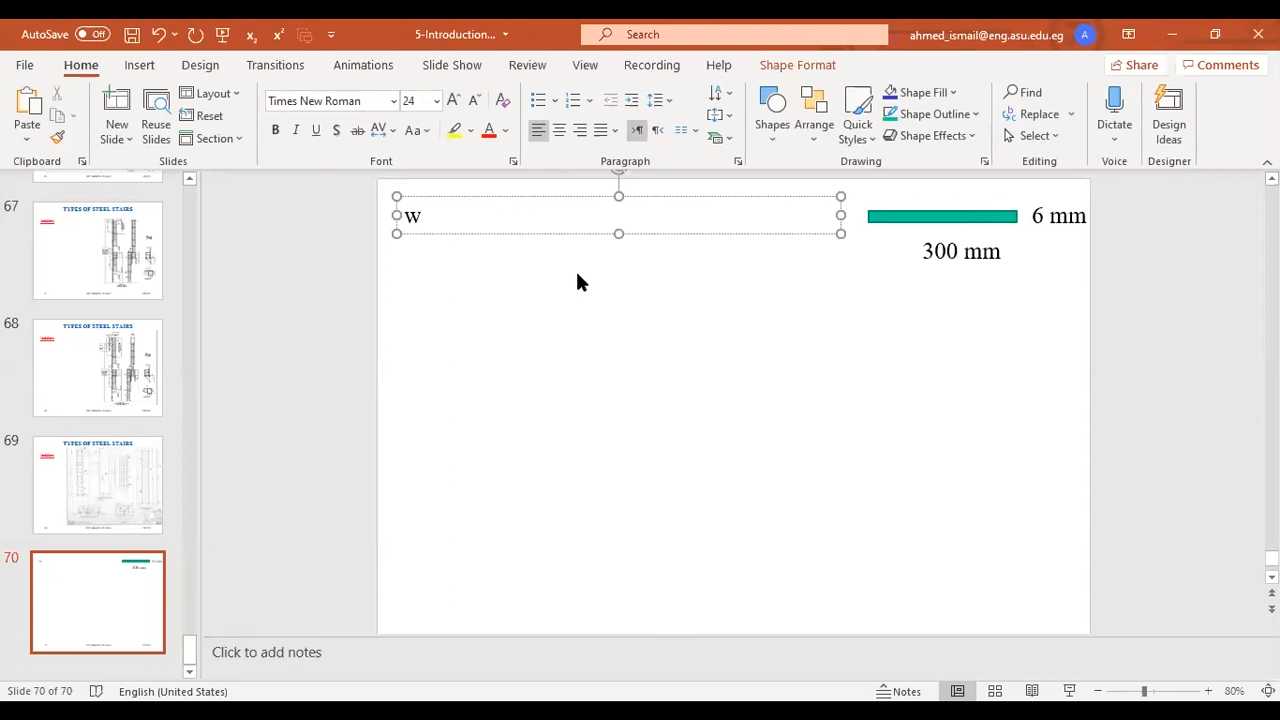 AutoSave Off 5-Introduction... Search ahmed_ismail@eng.asu.edu.eg A
File Home Insert Design Transitions Animations Slide Show Review View Recording Help Shape Format Share Comments
Paste New Slide Reuse Slides Layout Reset Section Times New Roman 24 Shapes Arrange Quick Styles Shape Fill Shape Outline Shape Effects Find Replace Select Dictate Design Ideas
Clipboard Slides Font Paragraph Drawing Editing Voice Designer
67
TYPES OF STEEL STAIRS
68
TYPES OF STEEL STAIRS
69
TYPES OF STEEL STAIRS
70
w
6 mm
300 mm
Click to add notes
Slide 70 of 70 English (United States) Notes 80%